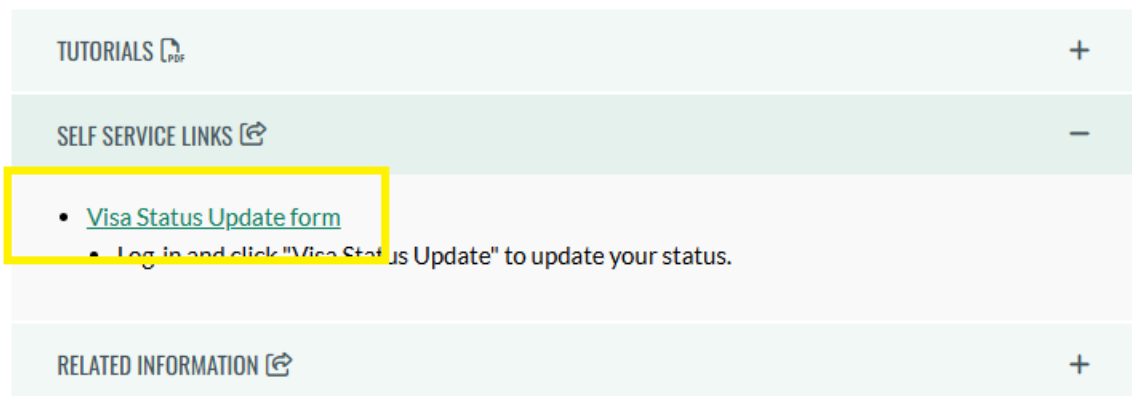 TUTORIALS PDF
SELF SERVICE LINKS
Visa Status Update form
Log-in and click "Visa Status Update" to update your status.
RELATED INFORMATION